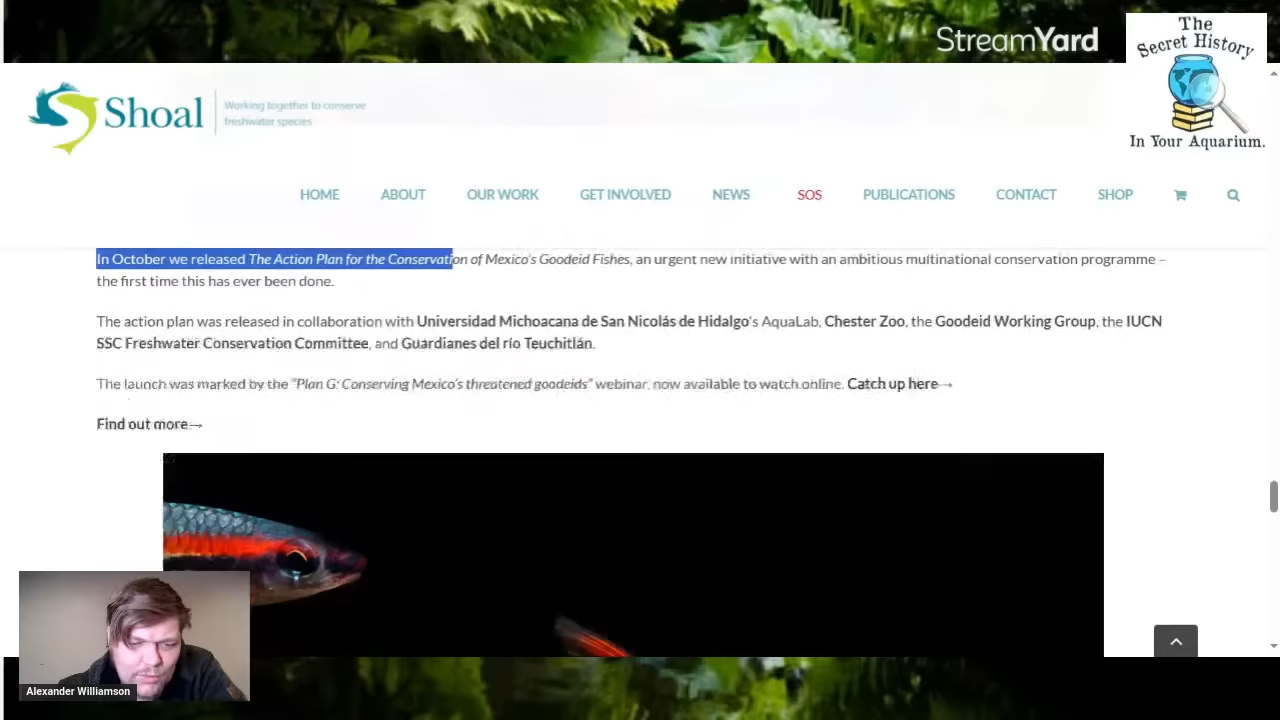 StreamYard
The
Secret History
In Your Aquarium.
Shoal
Working together to conserve
freshwater species
HOME ABOUT OUR WORK GET INVOLVED NEWS SOS PUBLICATIONS CONTACT SHOP
In October we released The Action Plan for the Conservation of Mexico's Goodeid Fishes, an urgent new initiative with an ambitious multinational conservation programme –
the first time this has ever been done.
The action plan was released in collaboration with Universidad Michoacana de San Nicolás de Hidalgo's AquaLab, Chester Zoo, the Goodeid Working Group, the IUCN
SSC Freshwater Conservation Committee, and Guardianes del río Teuchitlán.
The launch was marked by the "Plan G: Conserving Mexico's threatened goodeids" webinar, now available to watch online. Catch up here→
Find out more→
Alexander Williamson